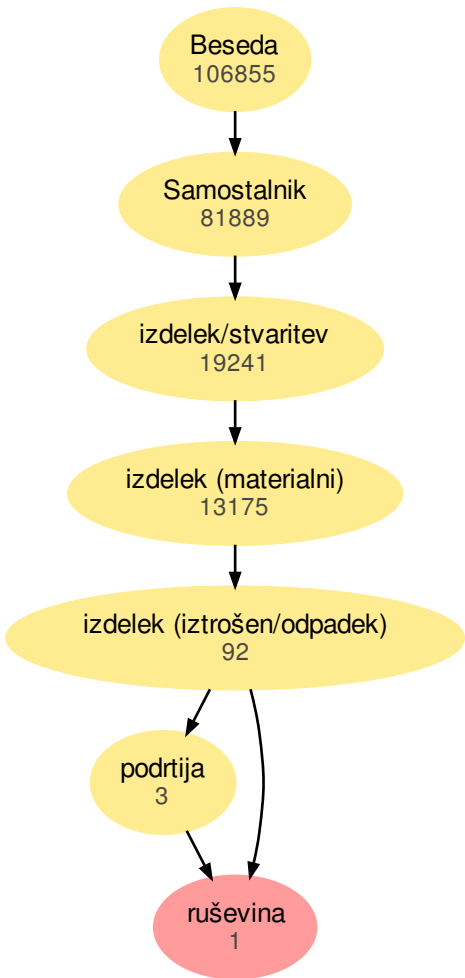 Beseda
106855
Samostalnik
81889
izdelek/stvaritev
19241
izdelek (materialni)
13175
izdelek (iztrošen/odpadek)
92
podrtija
3
ruševina
1